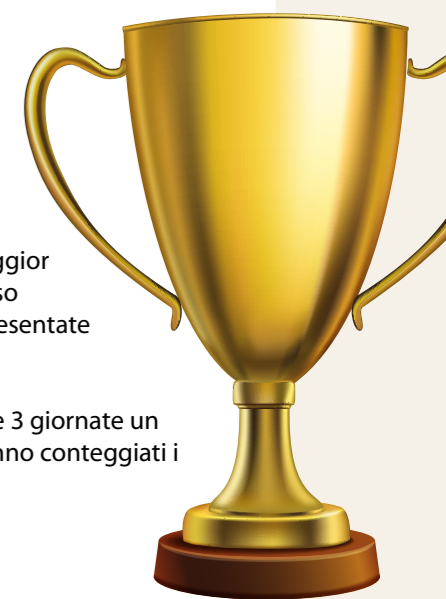 ggior
so
esentate
e 3 giornate un
nno conteggiati i